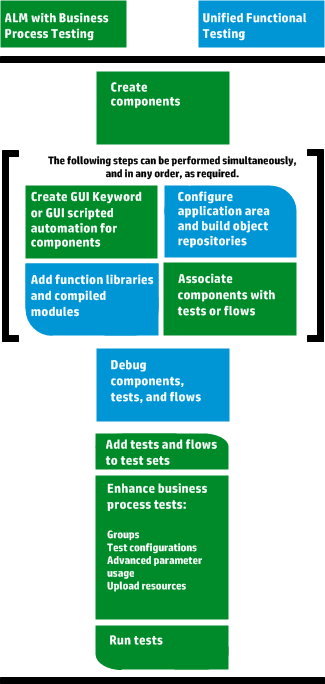 ALM with Business
Process Testing
Unified Functional
Testing
Create
components
The following steps can be performed simultaneously,
and in any order, as required.
Create GUI Keyword
or GUI scripted
automation for
components
Configure
application area
and build object
repositories
Add function libraries
and compiled
modules
Associate
components with
tests or flows
Debug
components,
tests, and flows
Add tests and flows
to test sets
Enhance business
process tests:
Groups
Test configurations
Advanced parameter
usage
Upload resources
Run tests